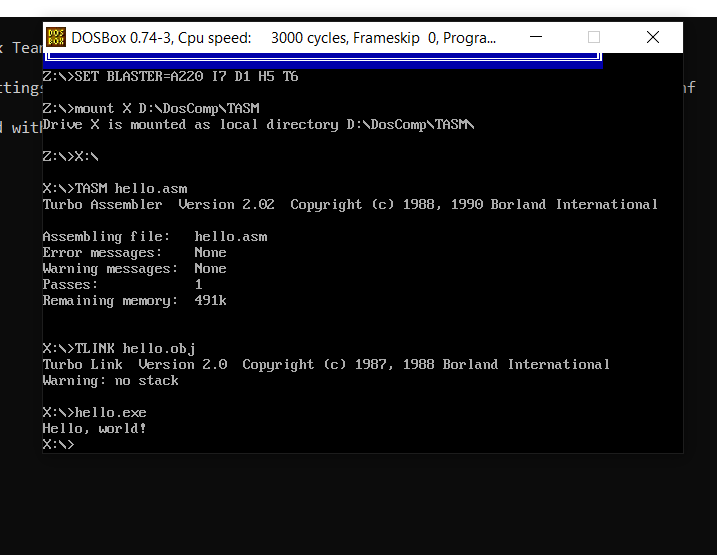 DOSBox 0.74-3, Cpu speed: 3000 cycles, Frameskip 0, Progra...
x Tear
Z:\>SET BLASTER=A220 I7 D1 H5 T6
ttings
nf
Z:\>mount X D:\DosComp\TASM
Drive X is mounted as local directory D:\DosComp\TASM\
d with
Z:\>X:\
X:\>TASM hello.asm
Turbo Assembler Version 2.02 Copyright (c) 1988, 1990 Borland International
Assembling file: hello.asm
Error messages: None
Warning messages: None
Passes: 1
Remaining memory: 491k
X:\>TLINK hello.obj
Turbo Link Version 2.0 Copyright (c) 1987, 1988 Borland International
Warning: no stack
X:\>hello.exe
Hello, world!
X:\>